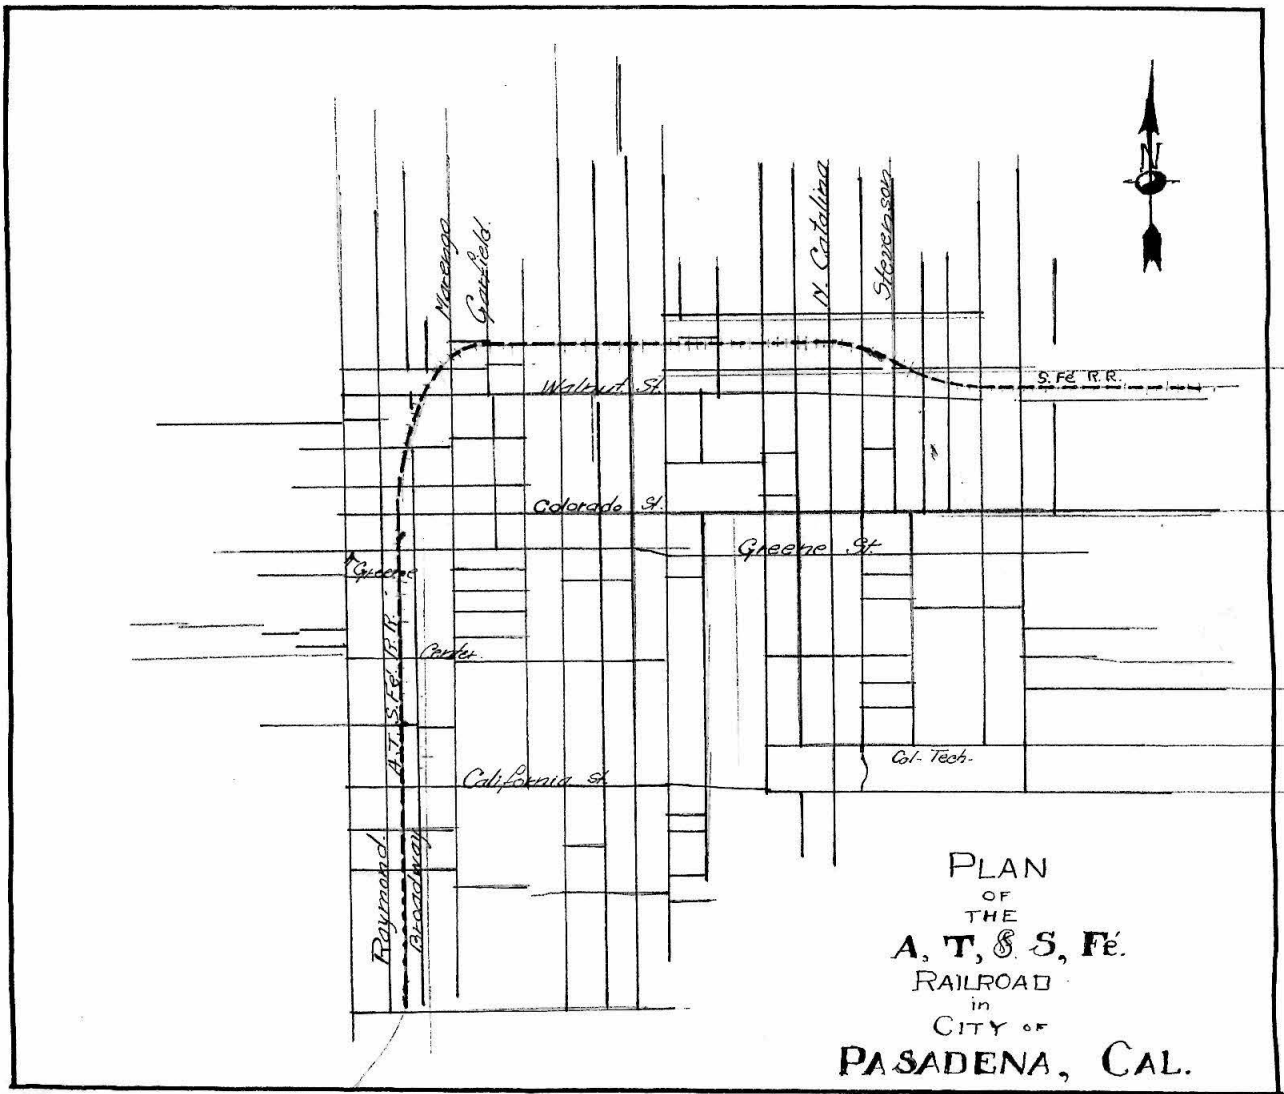 N
Marengo
Garfield.
N. Catalina
Stevenson
S. Fé R.R.
Walnut St.
Colorado St.
Greene St.
Greene
A.T. S. Fé. R.R.
Center.
Col-Tech-
California St.
Raymond.
Broadway
PLAN
OF
THE
A, T, & S, Fé.
RAILROAD
in
CITY OF
PASADENA, CAL.